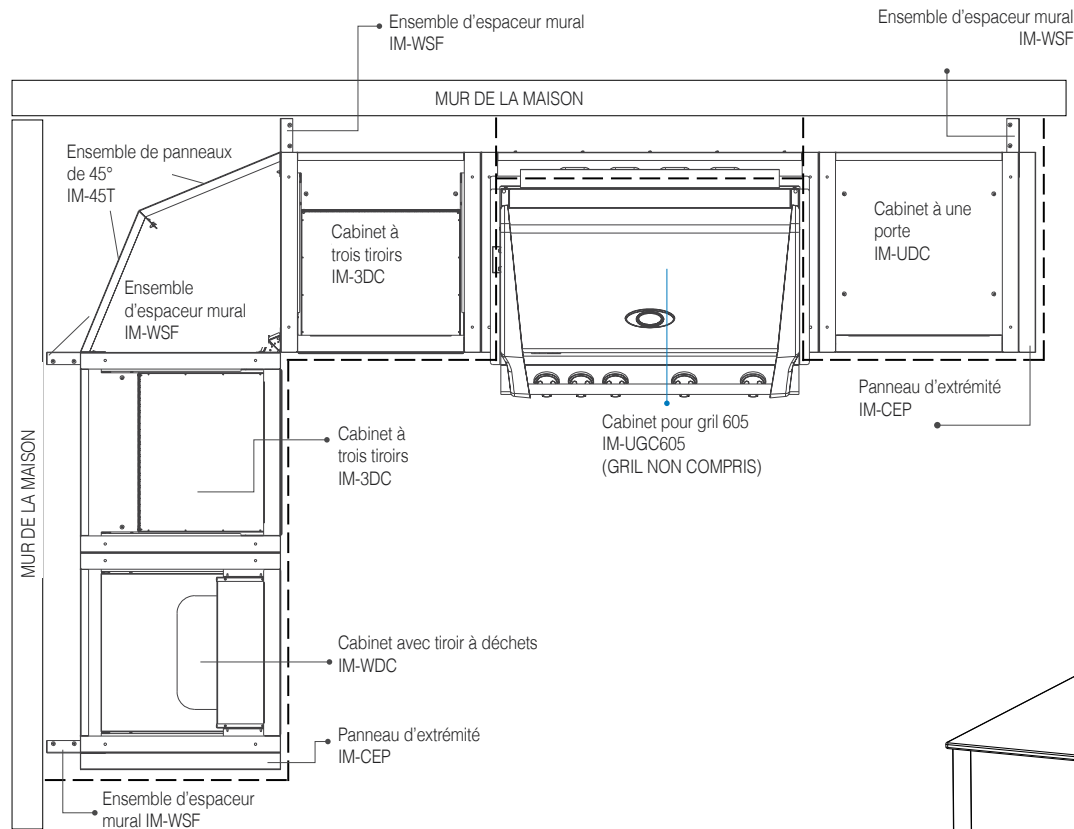 Ensemble d'espaceur mural
IM-WSF
Ensemble d'espaceur mural
IM-WSF
MUR DE LA MAISON
Ensemble de panneaux
de 45°
IM-45T
Cabinet à
trois tiroirs
IM-3DC
Cabinet à une
porte
IM-UDC
Ensemble
d'espaceur mural
IM-WSF
Panneau d'extrémité
IM-CEP
Cabinet pour gril 605
IM-UGC605
(GRIL NON COMPRIS)
Cabinet à
trois tiroirs
IM-3DC
MUR DE LA MAISON
Cabinet avec tiroir à déchets
IM-WDC
Panneau d'extrémité
IM-CEP
Ensemble d'espaceur
mural IM-WSF